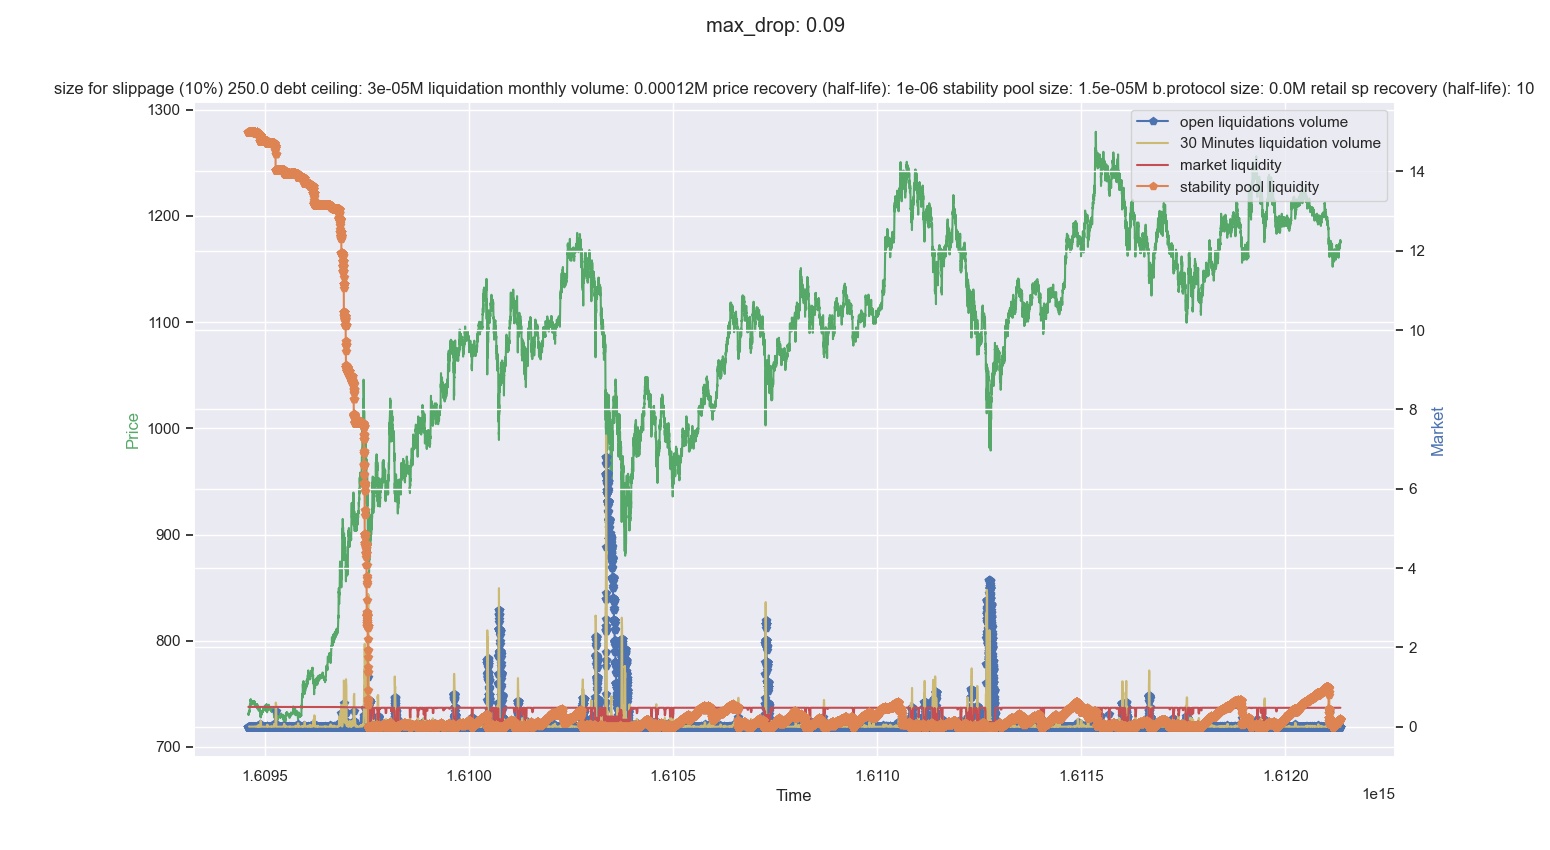 max_drop: 0.09
size for slippage (10%) 250.0 debt ceiling: 3e-05M liquidation monthly volume: 0.00012M price recovery (half-life): 1e-06 stability pool size: 1.5e-05M b.protocol size: 0.0M retail sp recovery (half-life): 10
open liquidations volume
30 Minutes liquidation volume
market liquidity
stability pool liquidity
1300
1200
1100
1000
900
800
700
Price
14
12
10
8
6
4
2
0
Market
1.6095
1.6100
1.6105
1.6110
1.6115
1.6120
1e15
Time